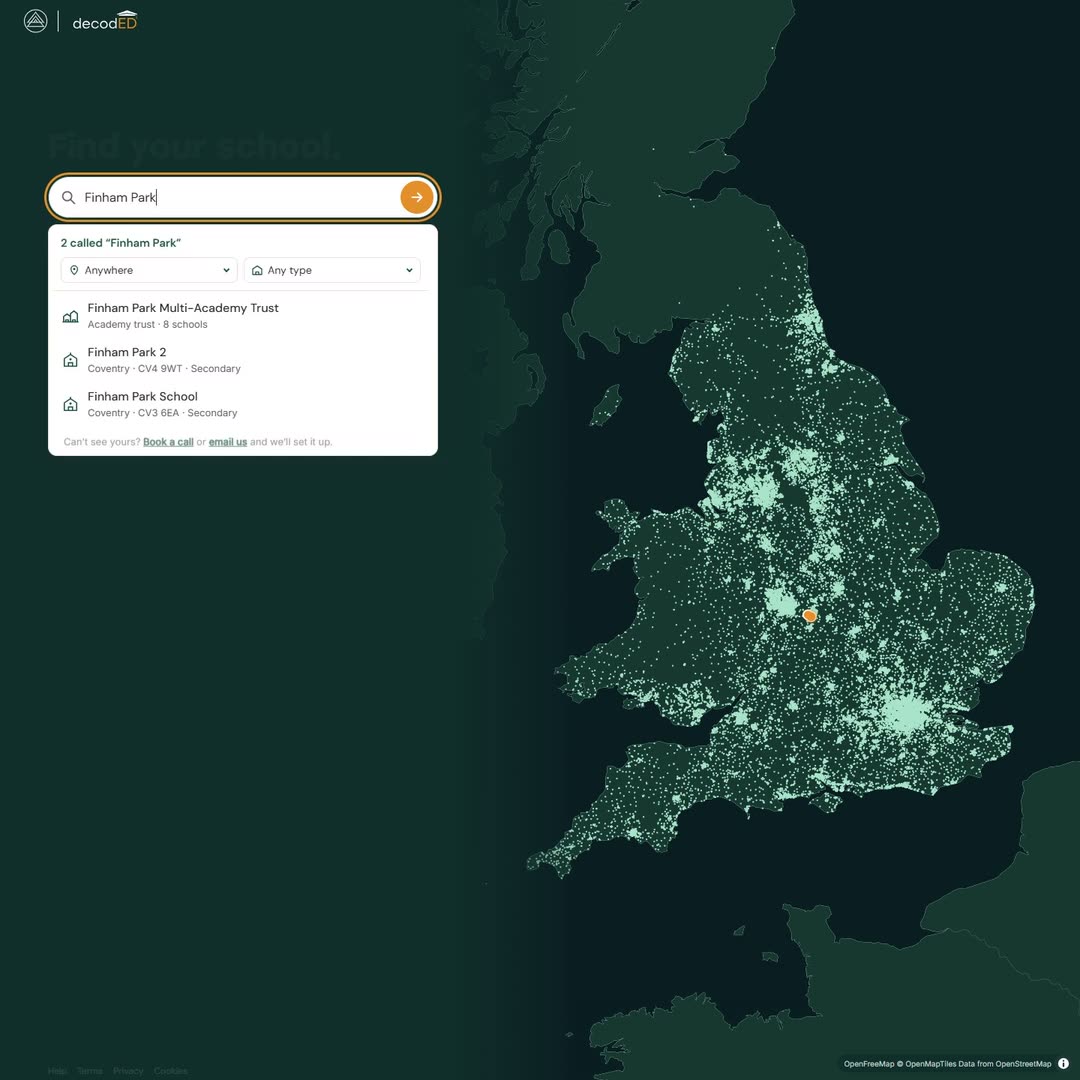 decodED
Find your school.
Finham Park
2 called “Finham Park”
Anywhere
Any type
Finham Park Multi-Academy Trust
Academy trust · 8 schools
Finham Park 2
Coventry · CV4 9WT · Secondary
Finham Park School
Coventry · CV3 6EA · Secondary
Can't see yours? Book a call or email us and we'll set it up.
Help Terms Privacy Cookies
OpenFreeMap © OpenMapTiles Data from OpenStreetMap